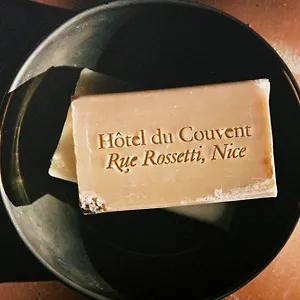 Hôtel du Couvent
Rue Rossetti, Nice